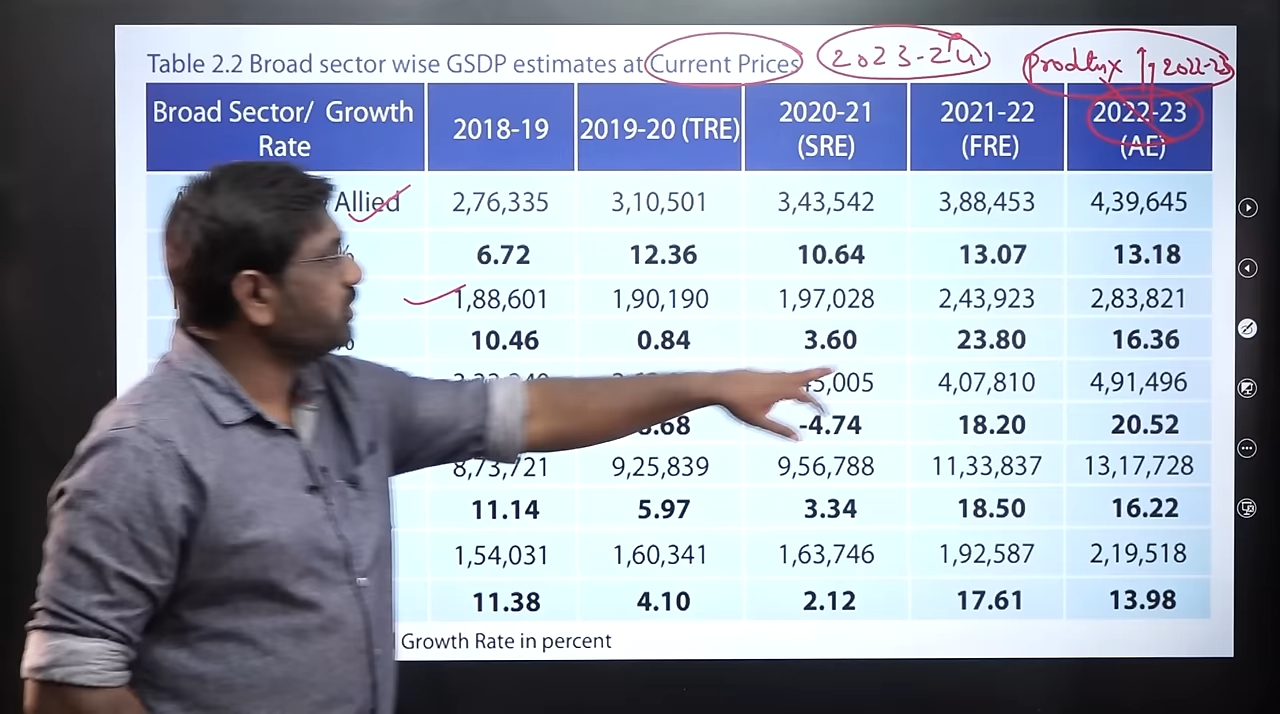 Table 2.2 Broad sector wise GSDP estimates at Current Prices 2023-24
2022-23
Broad Sector/ Growth Rate 2018-19 2019-20 (TRE) 2020-21 (SRE) 2021-22 (FRE) 2022-23 (AE)
Allied 2,76,335 3,10,501 3,43,542 3,88,453 4,39,645
% 6.72 12.36 10.64 13.07 13.18
1,88,601 1,90,190 1,97,028 2,43,923 2,83,821
% 10.46 0.84 3.60 23.80 16.36
4,07,810 4,91,496
-4.74 18.20 20.52
8,73,721 9,25,839 9,56,788 11,33,837 13,17,728
11.14 5.97 3.34 18.50 16.22
1,54,031 1,60,341 1,63,746 1,92,587 2,19,518
11.38 4.10 2.12 17.61 13.98
Growth Rate in percent